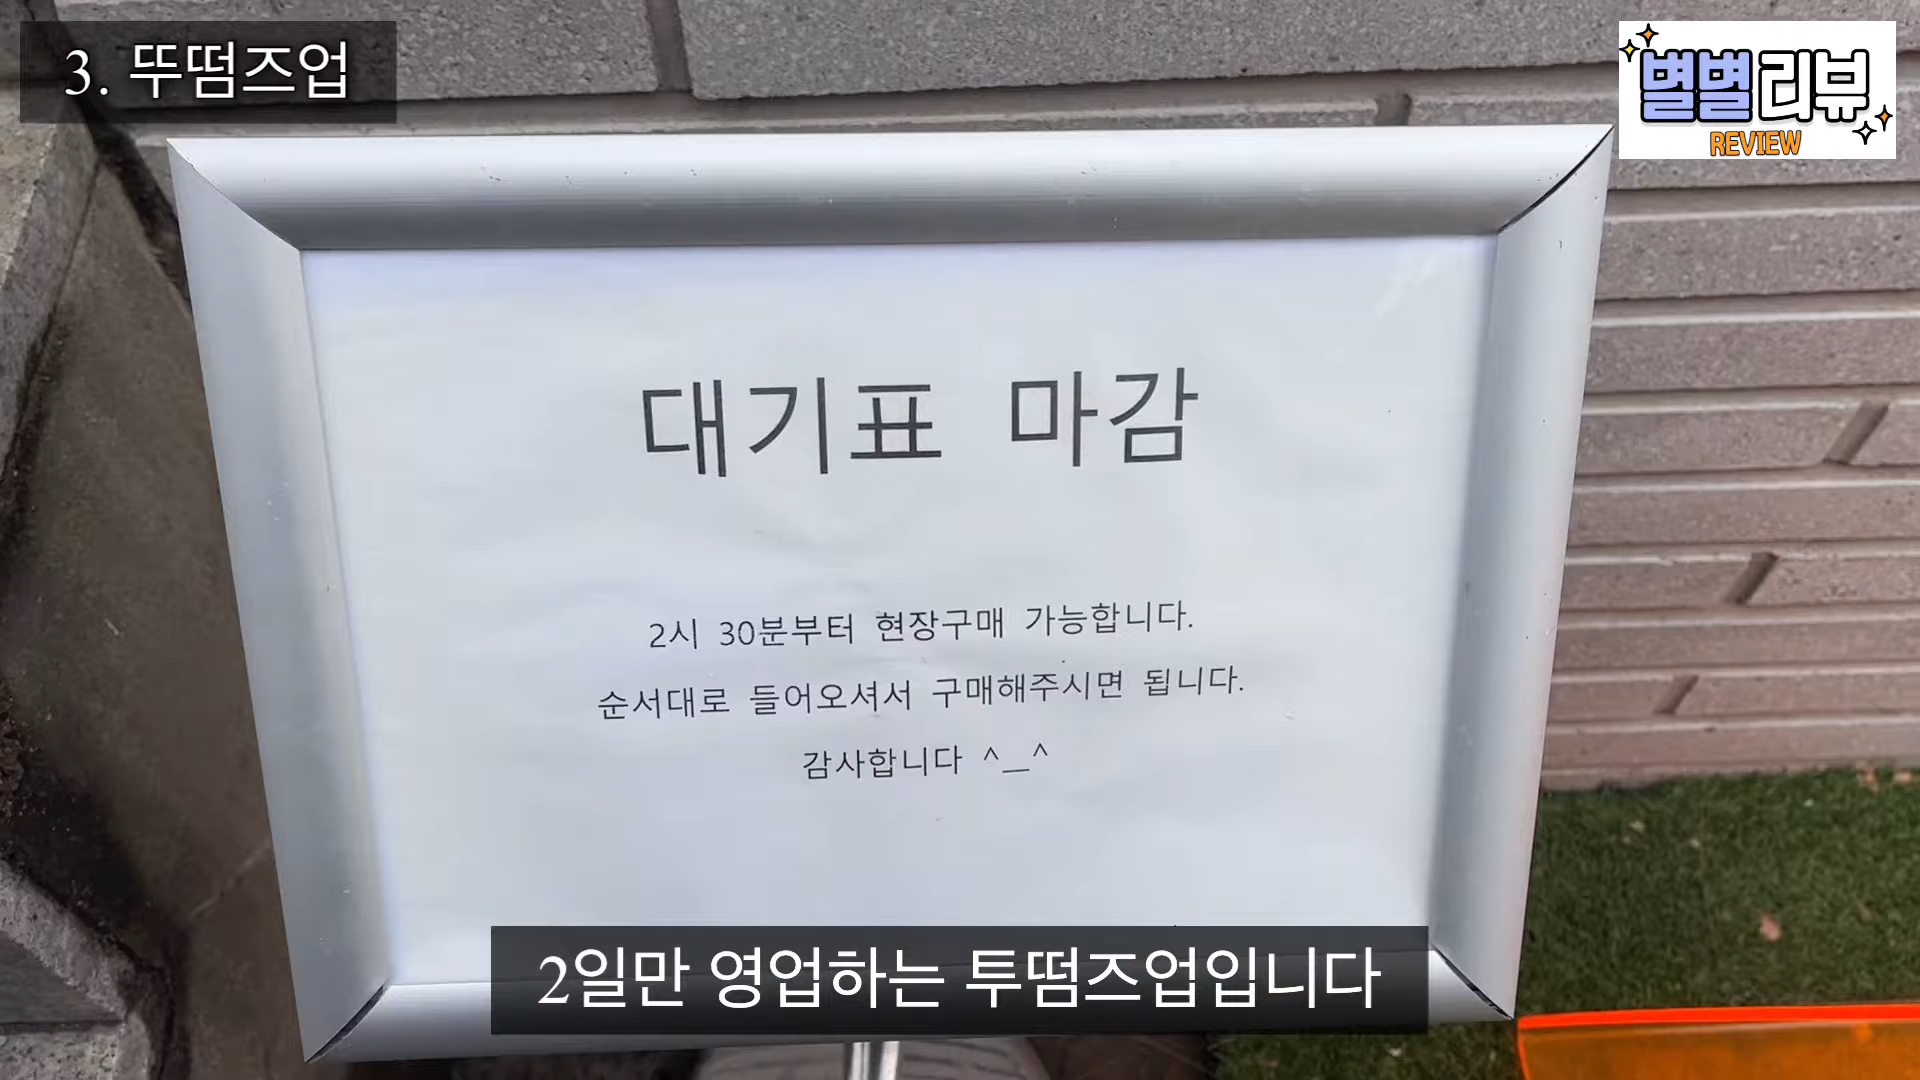 3. 뚜떰즈업
별별리뷰
REVIEW
대기표 마감
2시 30분부터 현장구매 가능합니다.
순서대로 들어오셔서 구매해주시면 됩니다.
감사합니다 ^__^
2일만 영업하는 투떰즈업입니다